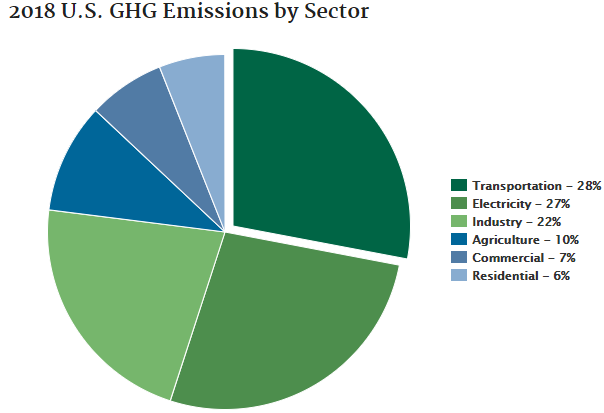 2018 U.S. GHG Emissions by Sector
Transportation – 28%
Electricity – 27%
Industry – 22%
Agriculture – 10%
Commercial – 7%
Residential – 6%